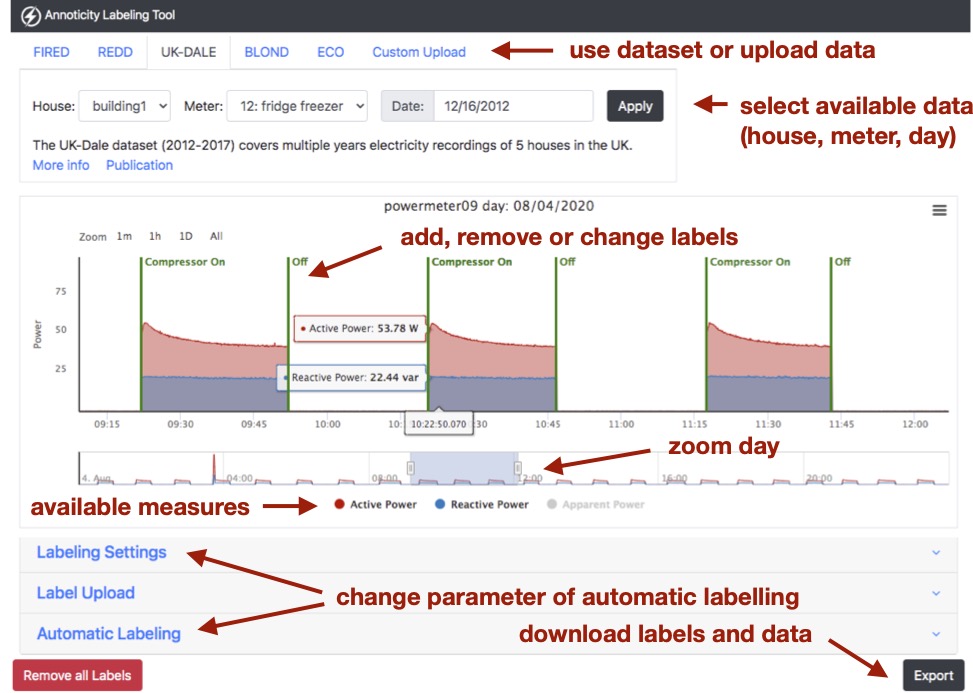 Annoticity Labeling Tool
FIRED REDD UK-DALE BLOND ECO Custom Upload
use dataset or upload data
House: building1 Meter: 12: fridge freezer Date: 12/16/2012 Apply
select available data
(house, meter, day)
The UK-Dale dataset (2012-2017) covers multiple years electricity recordings of 5 houses in the UK.
More info Publication
powermeter09 day: 08/04/2020
Zoom 1m 1h 1D All
add, remove or change labels
Compressor On Off Compressor On Off Compressor On Off
75
Active Power: 53.78 W
50
Power
Reactive Power: 22.44 var
25
09:15 09:30 09:45 10:00 10: 10:22:50.070 :30 10:45 11:00 11:15 11:30 11:45 12:00
zoom day
4. Aug 04:00 08:00 12:00 16:00 20:00
available measures
Active Power Reactive Power Apparent Power
Labeling Settings
Label Upload
change parameter of automatic labelling
Automatic Labeling
download labels and data
Remove all Labels Export